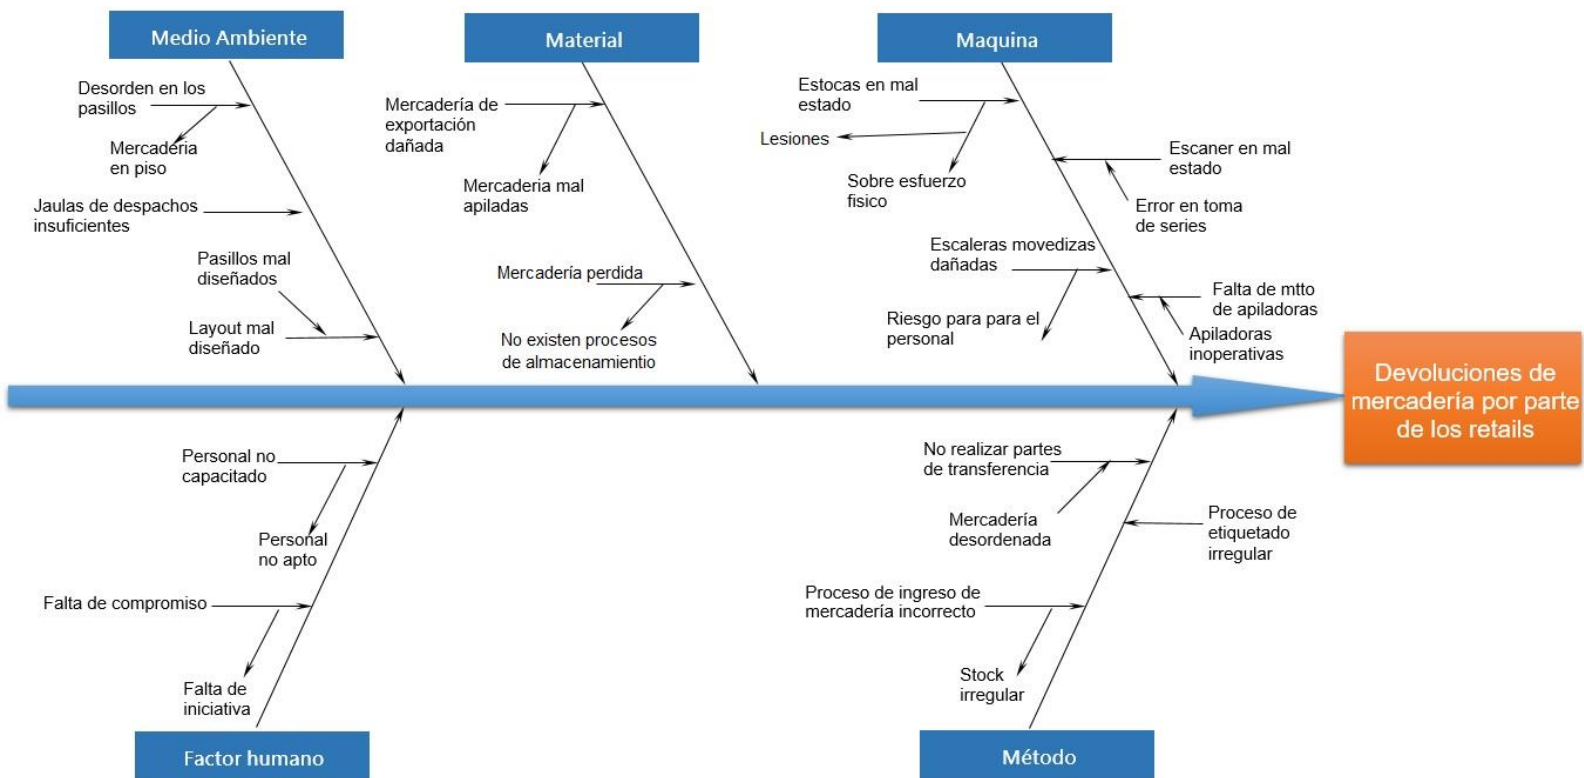 Medio Ambiente
Material
Maquina
Desorden en los
pasillos
Mercaderia
en piso
Jaulas de despachos
insuficientes
Pasillos mal
diseñados
Layout mal
diseñado
Mercadería de
exportación
dañada
Mercaderia mal
apiladas
Mercadería perdida
No existen procesos
de almacenamientio
Estocas en mal
estado
Lesiones
Sobre esfuerzo
fisico
Escaner en mal
estado
Error en toma
de series
Escaleras movedizas
dañadas
Riesgo para para el
personal
Falta de mtto
de apiladoras
Apiladoras
inoperativas
Devoluciones de
mercadería por parte
de los retails
Personal no
capacitado
Personal
no apto
Falta de compromiso
Falta de
iniciativa
No realizar partes
de transferencia
Mercadería
desordenada
Proceso de
etiquetado
irregular
Proceso de ingreso de
mercadería incorrecto
Stock
irregular
Factor humano
Método